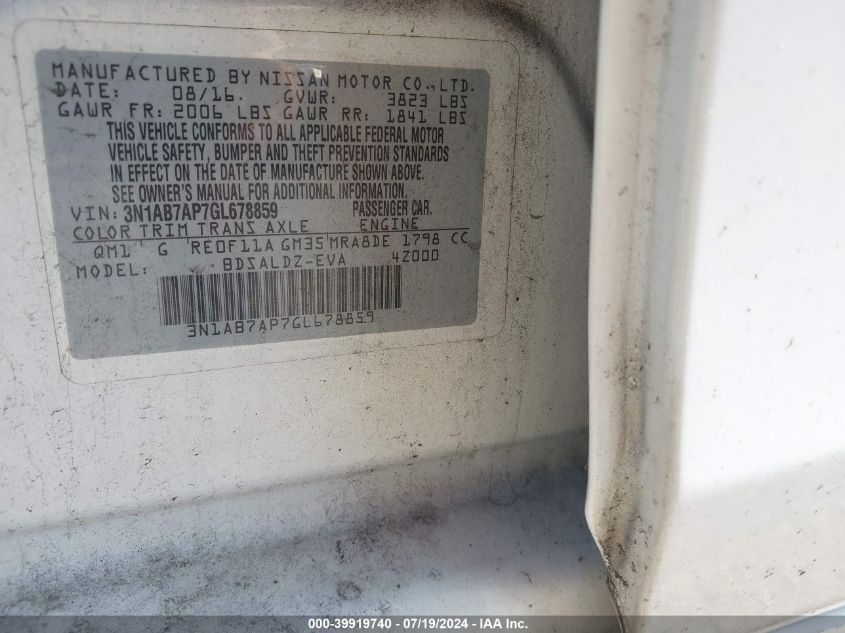 MANUFACTURED BY NISSAN MOTOR CO., LTD.
DATE: 08/16. GVWR: 3823 LBS
GAWR FR: 2006 LBS GAWR RR: 1841 LBS
THIS VEHICLE CONFORMS TO ALL APPLICABLE FEDERAL MOTOR
VEHICLE SAFETY, BUMPER AND THEFT PREVENTION STANDARDS
IN EFFECT ON THE DATE OF MANUFACTURE SHOWN ABOVE.
SEE OWNER'S MANUAL FOR ADDITIONAL INFORMATION.
VIN: 3N1AB7AP7GL678859 PASSENGER CAR.
COLOR TRIM TRANS AXLE ENGINE
QM1 G RE0F11A GM35 MRA8DE 1798 CC
MODEL: BDSALDZ-EVA 4Z000
3N1AB7AP7GL678859
000-39919740 - 07/19/2024 - IAA Inc.